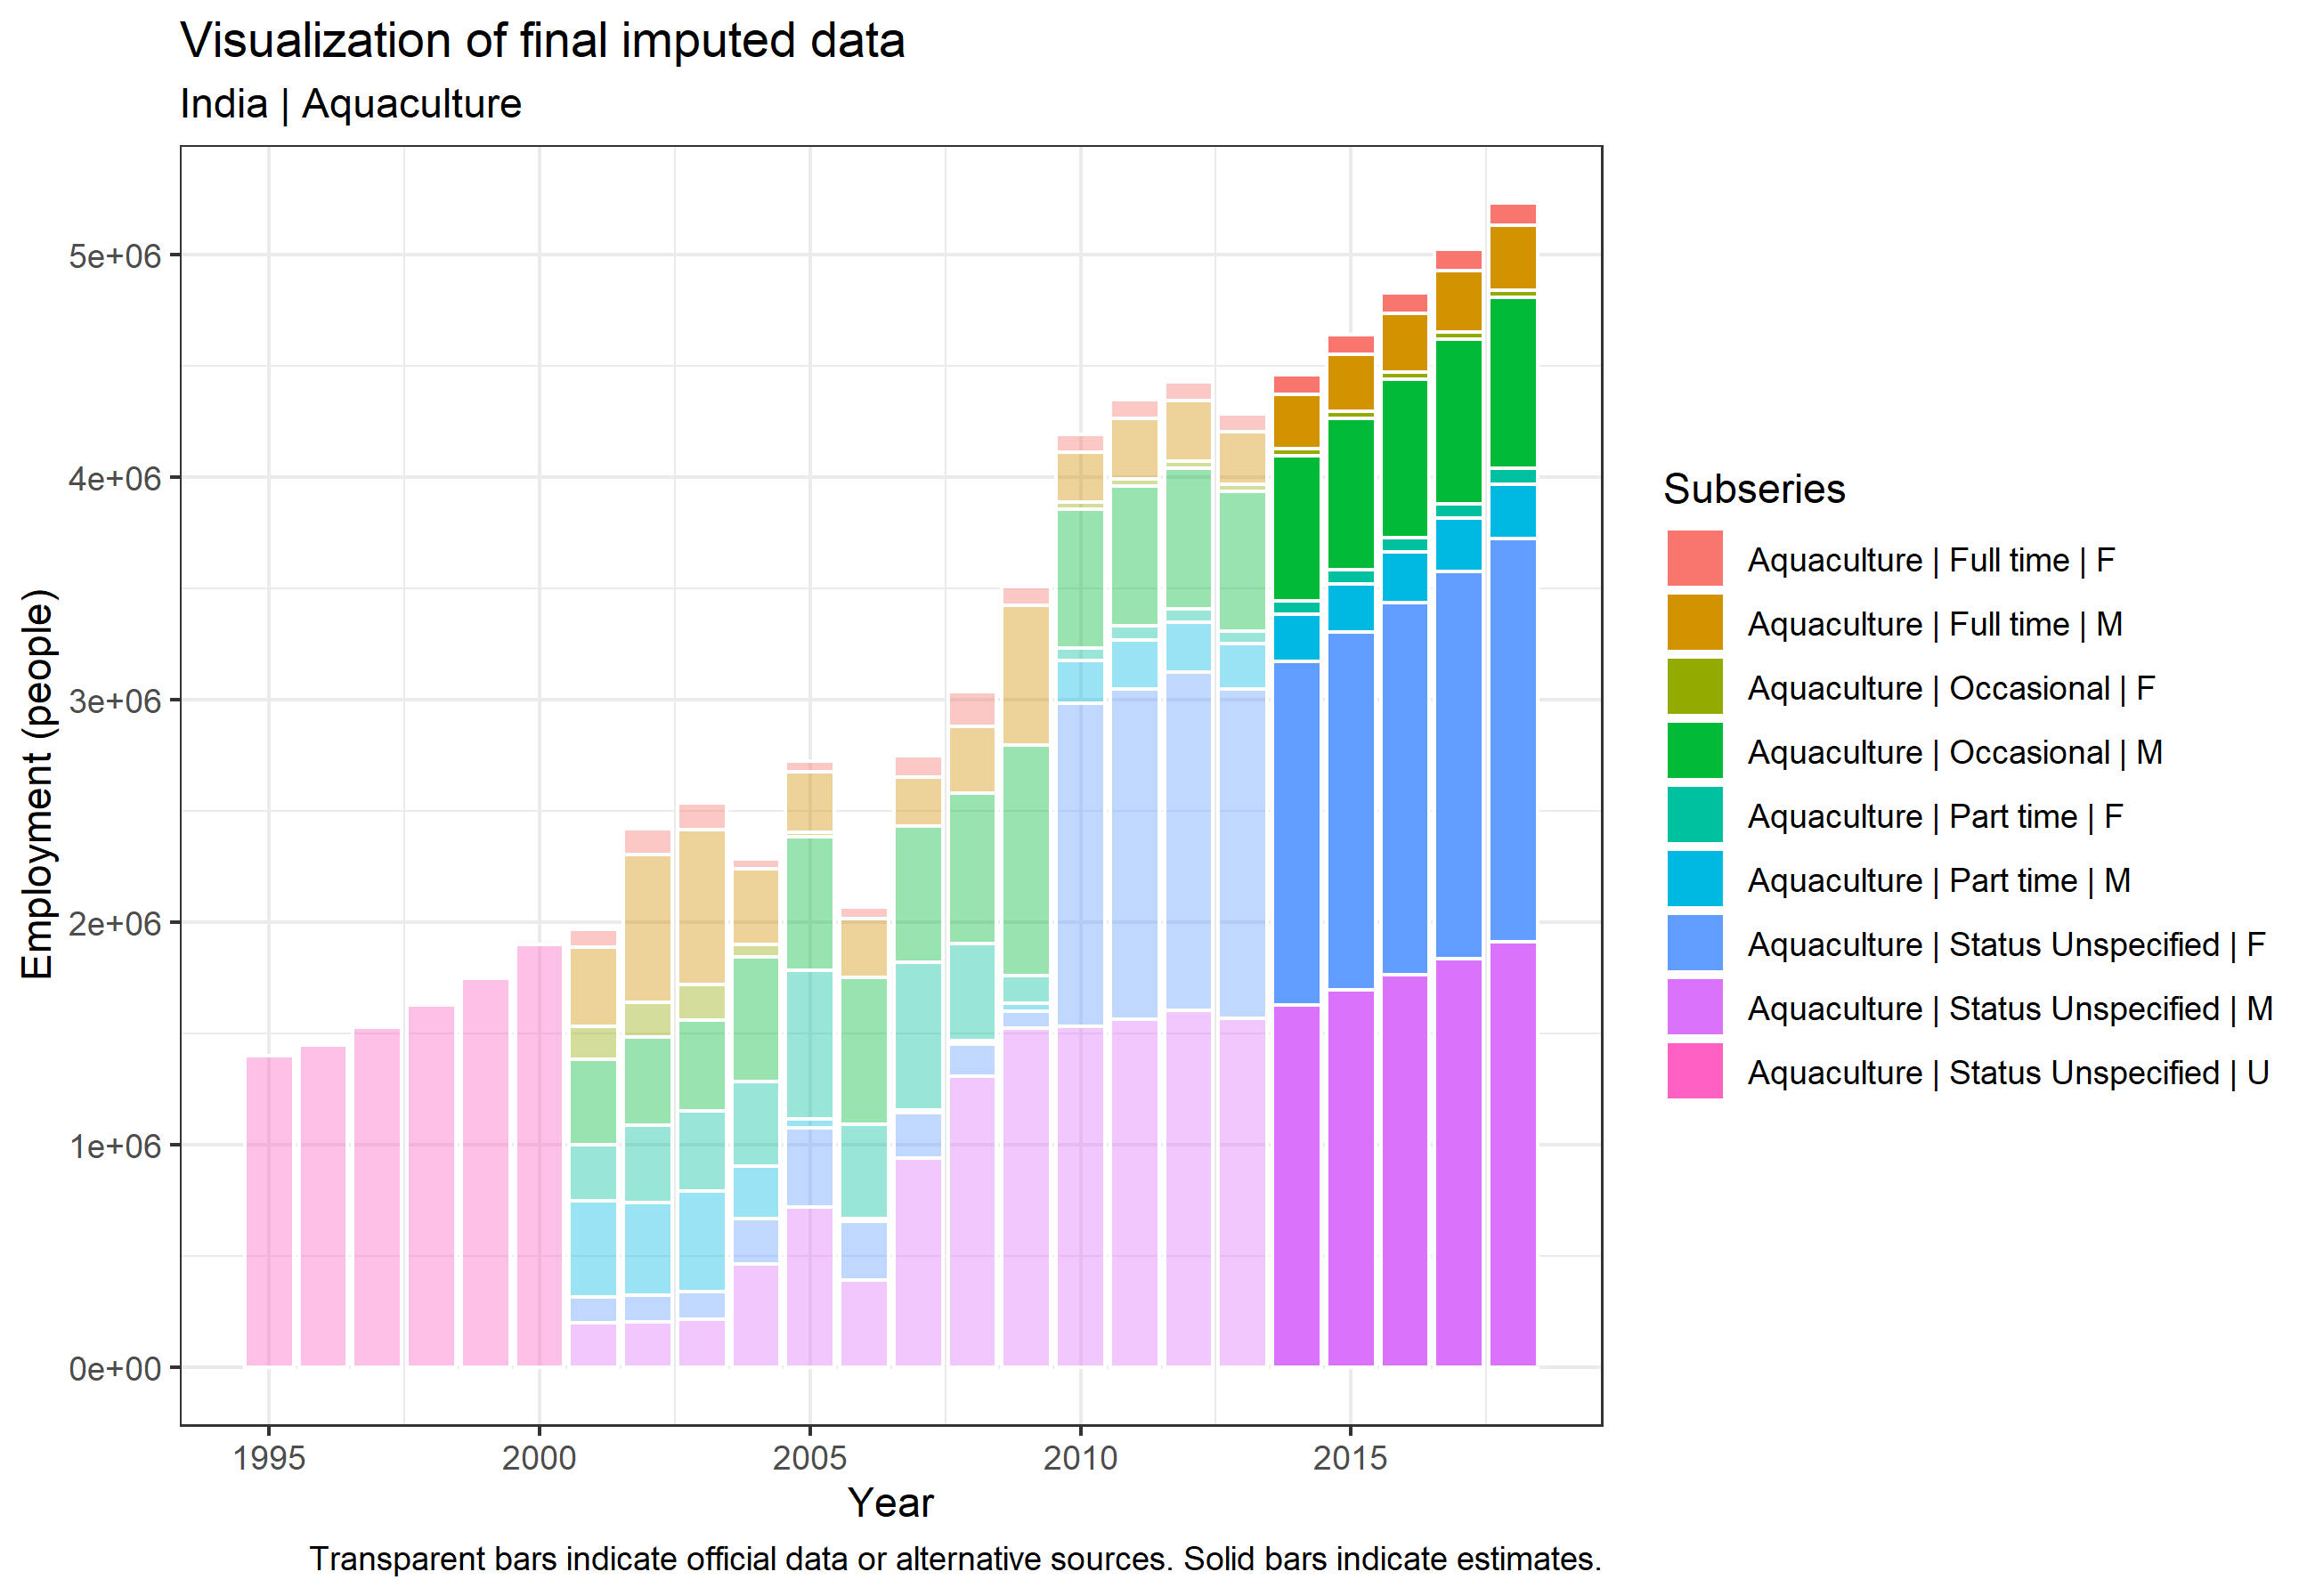 Visualization of final imputed data
India | Aquaculture
Employment (people)
5e+06
4e+06
3e+06
2e+06
1e+06
0e+00
1995
2000
2005
2010
2015
Year
Subseries
Aquaculture | Full time | F
Aquaculture | Full time | M
Aquaculture | Occasional | F
Aquaculture | Occasional | M
Aquaculture | Part time | F
Aquaculture | Part time | M
Aquaculture | Status Unspecified | F
Aquaculture | Status Unspecified | M
Aquaculture | Status Unspecified | U
Transparent bars indicate official data or alternative sources. Solid bars indicate estimates.